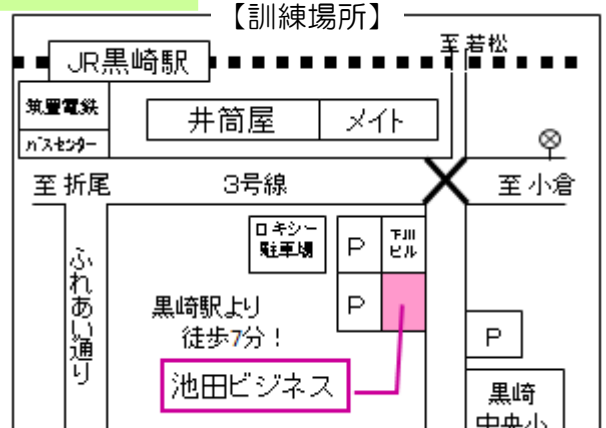 【訓練場所】
至 若松
JR黒崎駅
筑豊電鉄
バスセンター
井筒屋
メイト
至 折尾
3号線
至 小倉
ロキシー
駐車場
P
下川
ビル
P
ふれあい通り
黒崎駅より
徒歩7分！
池田ビジネス
P
黒崎
中央小